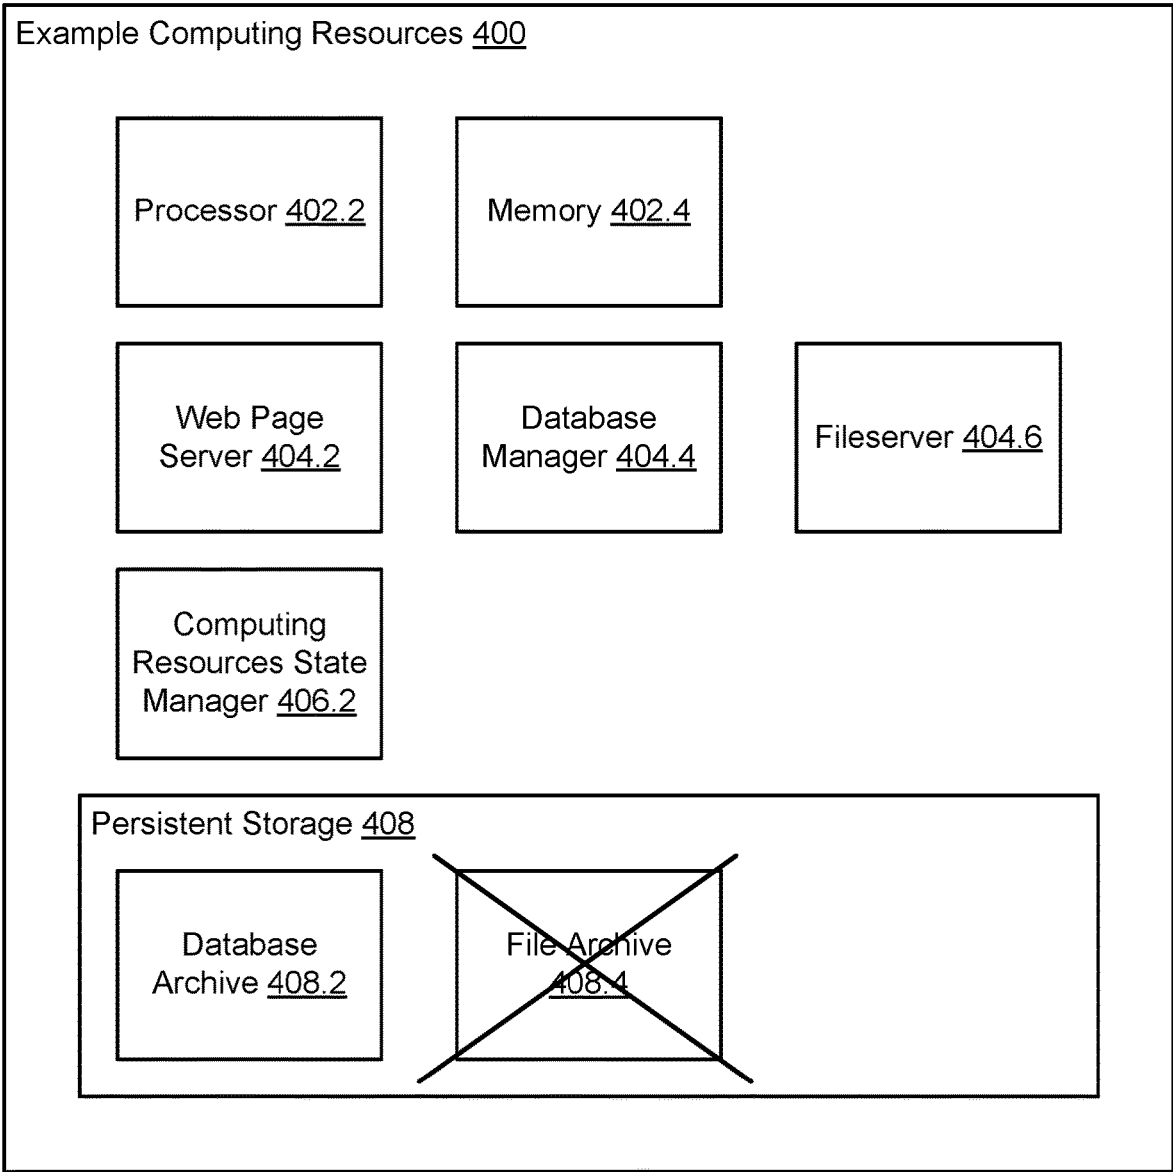 Example Computing Resources 400
Processor 402.2
Memory 402.4
Web Page
Server 404.2
Database
Manager 404.4
Fileserver 404.6
Computing
Resources State
Manager 406.2
Persistent Storage 408
Database
Archive 408.2
File Archive
408.4